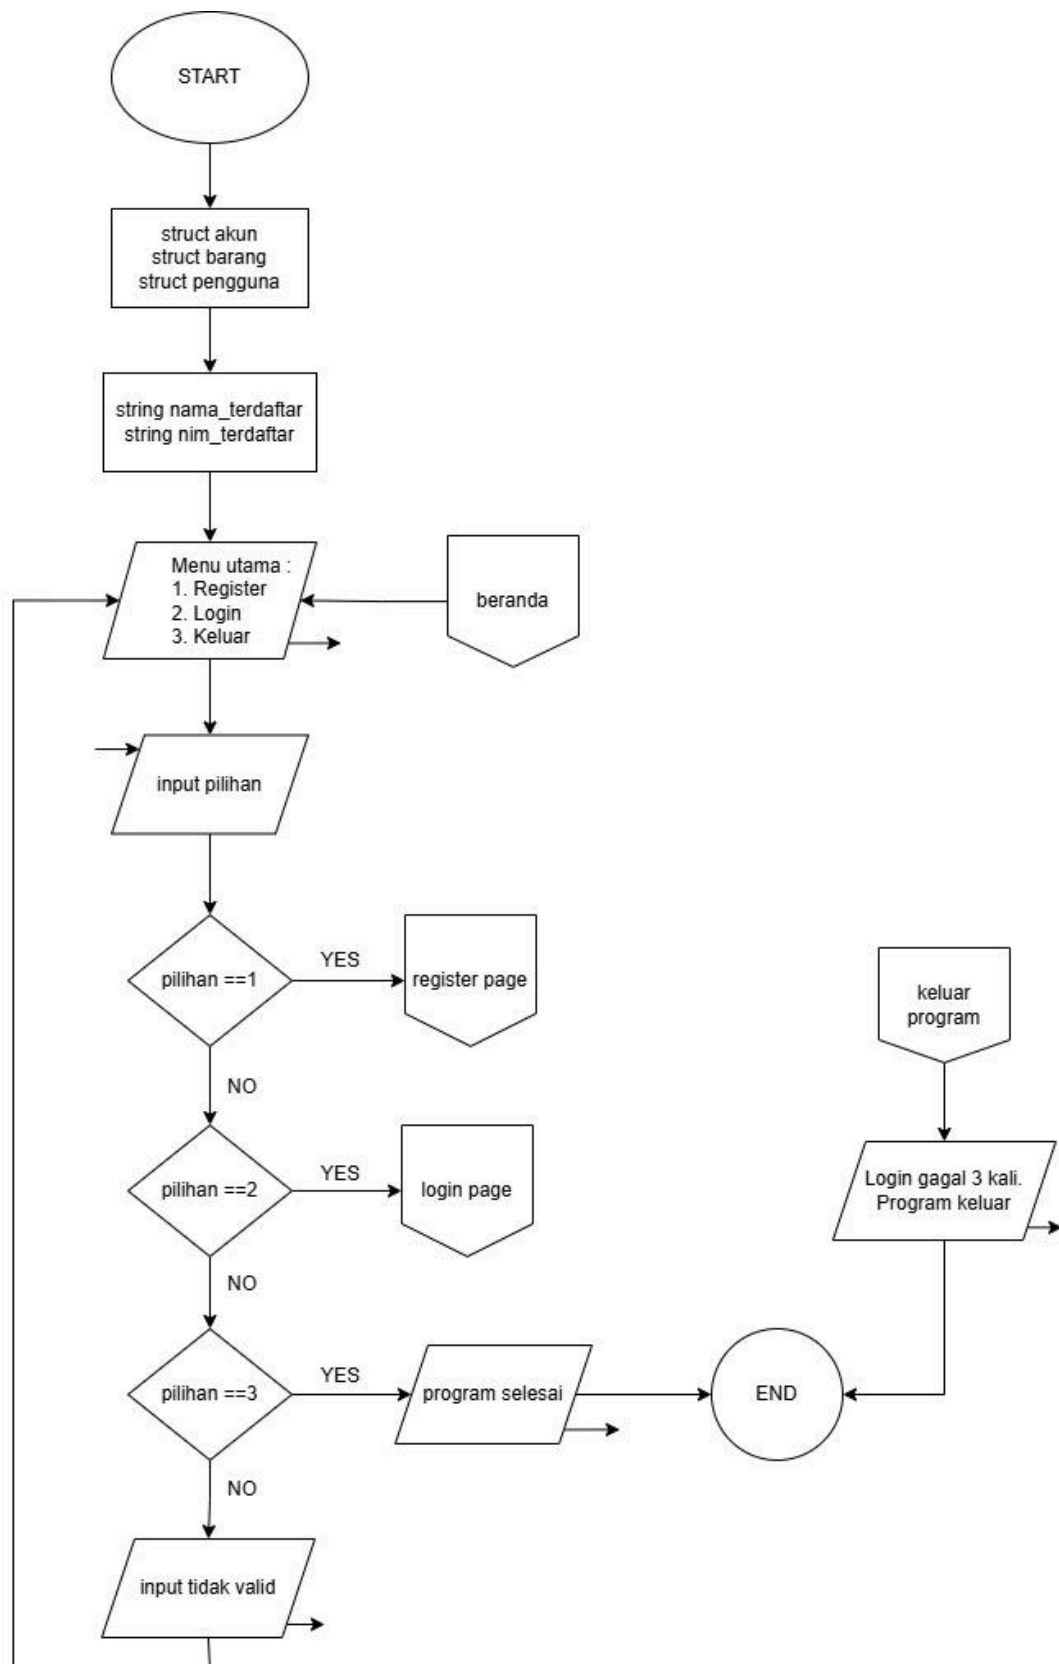 START
struct akun
struct barang
struct pengguna
string nama_terdaftar
string nim_terdaftar
Menu utama :
1. Register
2. Login
3. Keluar
beranda
input pilihan
pilihan ==1
YES
register page
NO
pilihan ==2
YES
login page
NO
pilihan ==3
YES
program selesai
END
keluar
program
Login gagal 3 kali.
Program keluar
NO
input tidak valid